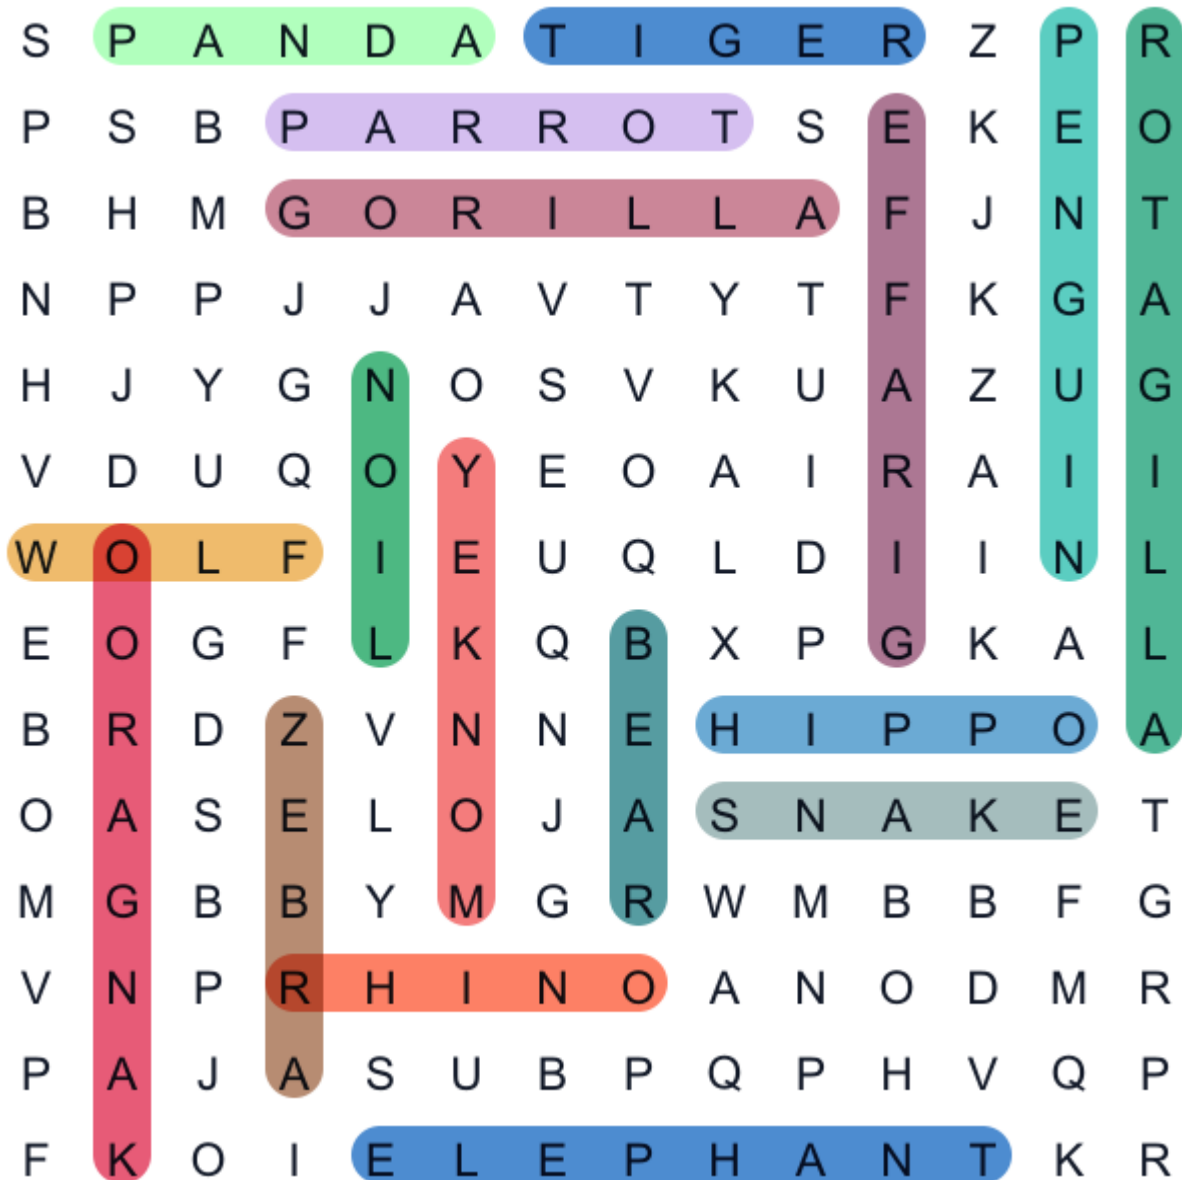 S P A N D A T I G E R Z P R
P S B P A R R O T S E K E O
B H M G O R I L L A F J N T
N P P J J A V T Y T F K G A
H J Y G N O S V K U A Z U G
V D U Q O Y E O A I R A I I
W O L F I E U Q L D I I N L
E O G F L K Q B X P G K A L
B R D Z V N N E H I P P O A
O A S E L O J A S N A K E T
M G B B Y M G R W M B B F G
V N P R H I N O A N O D M R
P A J A S U B P Q P H V Q P
F K O I E L E P H A N T K R